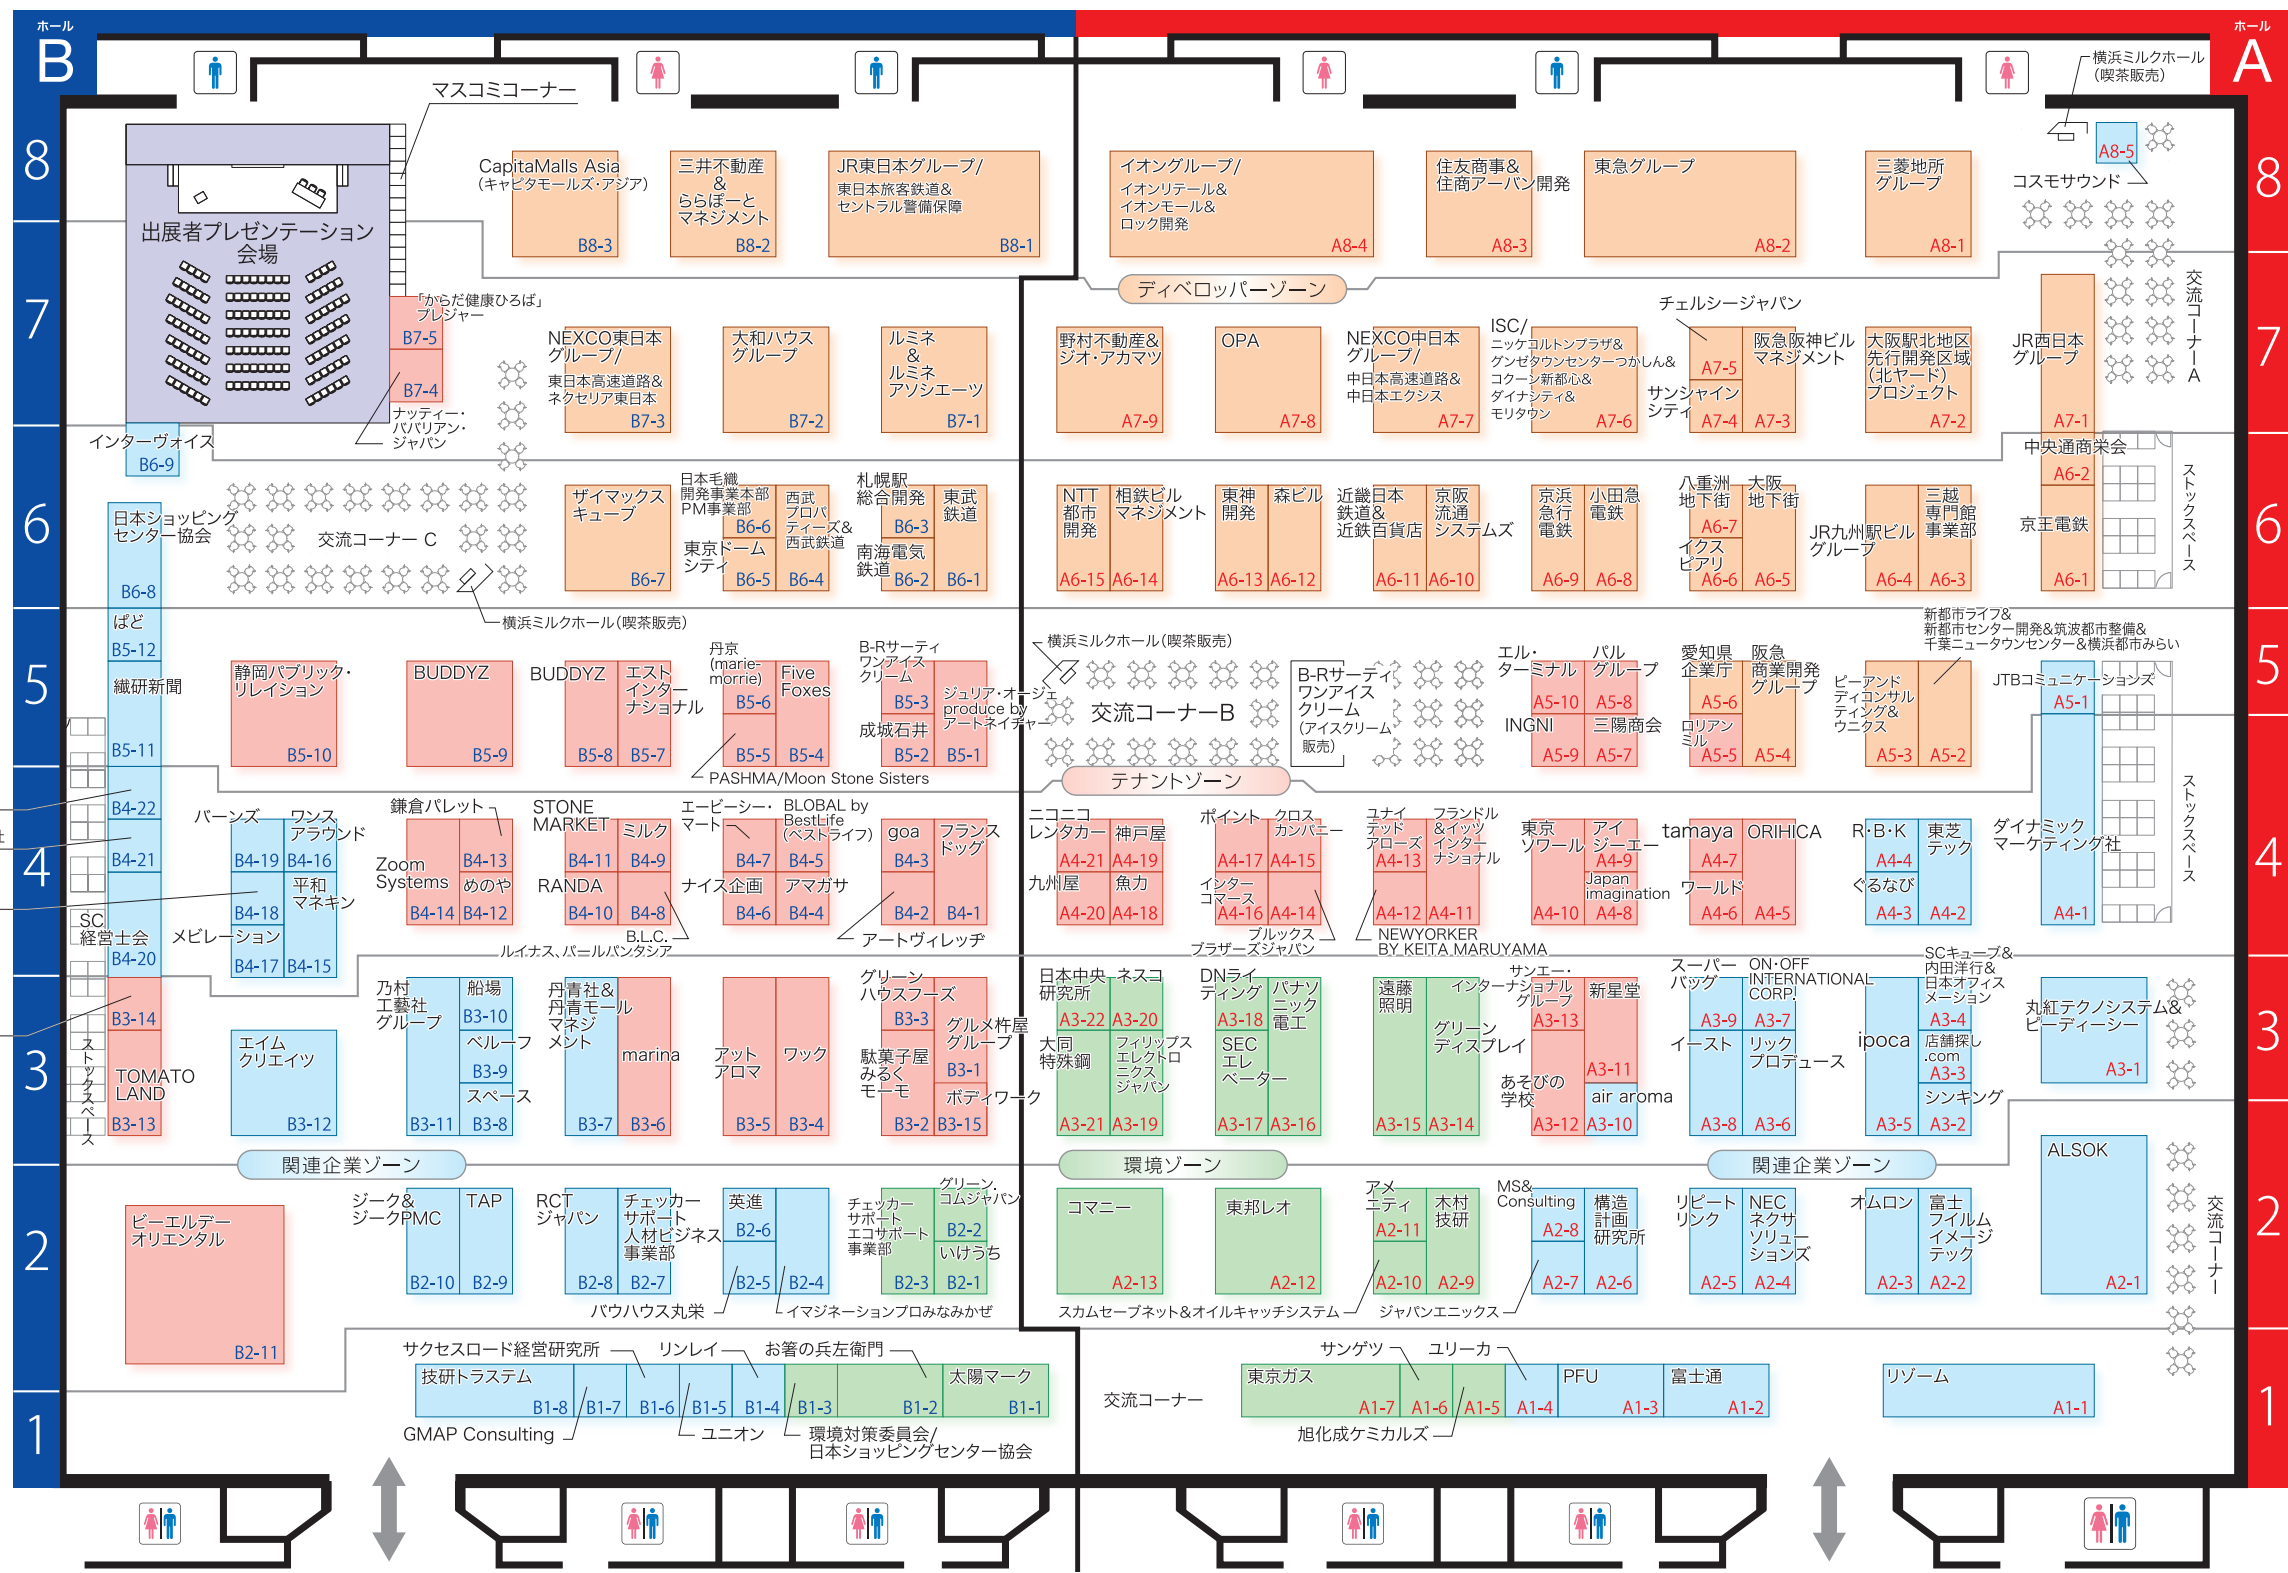 ホール
B
ホール
A
8
7
6
5
4
3
2
1
8
7
6
5
4
3
2
1
マスコミコーナー
横浜ミルクホール
（喫茶販売）
A8-5
コスモサウンド
出展者プレゼンテーション
会場
CapitaMalls Asia
（キャピタモールズ・アジア）
B8-3
三井不動産
&
ららぽーと
マネジメント
B8-2
JR東日本グループ/
東日本旅客鉄道&
セントラル警備保障
B8-1
イオングループ/
イオンリテール&
イオンモール&
ロック開発
A8-4
住友商事&
住商アーバン開発
A8-3
東急グループ
A8-2
三菱地所
グループ
A8-1
ディベロッパーゾーン
交流コーナーA
「からだ健康ひろば」
プレジャー
B7-5
B7-4
ナッティー・
ババリアン・
ジャパン
NEXCO東日本
グループ/
東日本高速道路&
ネクセリア東日本
B7-3
大和ハウス
グループ
B7-2
ルミネ
&
ルミネ
アソシエーツ
B7-1
野村不動産&
ジオ・アカマツ
A7-9
OPA
A7-8
NEXCO中日本
グループ/
中日本高速道路&
中日本エクシス
A7-7
ISC/
ニッケコルトンプラザ&
グンゼタウンセンターつかしん&
コクーン新都心&
ダイナシティ&
モリタウン
A7-6
チェルシージャパン
A7-5
サンシャイン
シティ
A7-4
阪急阪神ビル
マネジメント
A7-3
大阪駅北地区
先行開発区域
（北ヤード）
プロジェクト
A7-2
JR西日本
グループ
A7-1
インターヴォイス
B6-9
日本ショッピング
センター協会
B6-8
交流コーナー C
横浜ミルクホール（喫茶販売）
ザイマックス
キューブ
B6-7
日本毛織
開発事業本部
PM事業部
B6-6
東京ドーム
シティ
B6-5
西武
プロパ
ティーズ&
西武鉄道
B6-4
札幌駅
総合開発
B6-3
南海電気
鉄道
B6-2
東武
鉄道
B6-1
NTT
都市
開発
A6-15
相鉄ビル
マネジメント
A6-14
東神
開発
A6-13
森ビル
A6-12
近畿日本
鉄道&
近鉄百貨店
A6-11
京阪
流通
システムズ
A6-10
京浜
急行
電鉄
A6-9
小田急
電鉄
A6-8
八重洲
地下街
A6-7
イクス
ピアリ
A6-6
大阪
地下街
A6-5
JR九州駅ビル
グループ
A6-4
三越
専門館
事業部
A6-3
中央通商栄会
A6-2
京王電鉄
A6-1
ストックスペース
ぱど
B5-12
繊研新聞
B5-11
静岡パブリック・
リレイション
B5-10
BUDDYZ
B5-9
BUDDYZ
B5-8
エスト
インター
ナショナル
B5-7
丹京
(marie-
morrie)
B5-6
B5-5
PASHMA/Moon Stone Sisters
Five
Foxes
B5-4
B-Rサーティ
ワンアイス
クリーム
B5-3
成城石井
B5-2
ジュリア・オージェ
produce by
アートネイチャー
B5-1
横浜ミルクホール（喫茶販売）
交流コーナーB
B-Rサーティ
ワンアイス
クリーム
（アイスクリーム
販売）
エル・
ターミナル
A5-10
パル
グループ
A5-8
INGNI
A5-9
三陽商会
A5-7
愛知県
企業庁
A5-6
ロリアン
ミル
A5-5
阪急
商業開発
グループ
A5-4
ピーアンド
ディコンサル
ティング&
ウニクス
A5-3
新都市ライフ&
新都市センター開発&筑波都市整備&
千葉ニュータウンセンター&横浜都市みらい
A5-2
JTBコミュニケーションズ
A5-1
テナントゾーン
B4-22
社
B4-21
SC
経営士会
B4-20
バーンズ
B4-19
ワンス
アラウンド
B4-16
B4-18
平和
マネキン
メビレーション
B4-17
B4-15
鎌倉パレット
B4-13
Zoom
Systems
B4-14
めのや
B4-12
STONE
MARKET
B4-11
ミルク
B4-9
RANDA
B4-10
B4-8
B.L.C.
ルイナス、パールパンタシア
エービーシー・
マート
B4-7
BLOBAL by
BestLife
（ベストライフ）
B4-5
ナイス企画
B4-6
アマガサ
B4-4
goa
B4-3
フランス
ドッグ
B4-2
B4-1
アートヴィレッヂ
ニコニコ
レンタカー
A4-21
神戸屋
A4-19
九州屋
A4-20
魚力
A4-18
ポイント
A4-17
クロス
カンパニー
A4-15
インター
コマース
A4-16
A4-14
ブルックス
ブラザーズジャパン
ユナイ
テッド
アローズ
A4-13
A4-12
NEWYORKER
BY KEITA MARUYAMA
フランドル
&イッツ
インター
ナショナル
A4-11
東京
ソワール
A4-10
アイ
ジーエー
A4-9
Japan
imagination
A4-8
tamaya
A4-7
ORIHICA
ワールド
A4-6
A4-5
R・B・K
A4-4
ぐるなび
A4-3
東芝
テック
A4-2
ダイナミック
マーケティング社
A4-1
ストックスペース
B3-14
TOMATO
LAND
B3-13
ストックスペース
エイム
クリエイツ
B3-12
乃村
工藝社
グループ
B3-11
船場
B3-10
ベルーフ
B3-9
スペース
B3-8
丹青社&
丹青モール
マネジ
メント
B3-7
marina
B3-6
アット
アロマ
B3-5
ワック
B3-4
グリーン
ハウスフーズ
B3-3
駄菓子屋
みるく
モーモ
B3-2
グルメ杵屋
グループ
B3-1
ボディワーク
B3-15
日本中央
研究所
A3-22
ネスコ
A3-20
大同
特殊鋼
A3-21
フィリップス
エレクトロ
ニクス
ジャパン
A3-19
DNライ
ティング
A3-18
SEC
エレ
ベーター
A3-17
パナソ
ニック
電工
A3-16
遠藤
照明
A3-15
グリーン
ディスプレイ
A3-14
サンエー・
インターナショナル
グループ
A3-13
あそびの
学校
A3-12
新星堂
A3-11
air aroma
A3-10
スーパー
バッグ
A3-9
ON・OFF
INTERNATIONAL
CORP.
A3-7
イースト
A3-8
リック
プロデュース
A3-6
ipoca
A3-5
SCキューブ&
内田洋行&
日本オフィス
メーション
A3-4
店舗探し
.com
A3-3
シンキング
A3-2
丸紅テクノシステム&
ピーディーシー
A3-1
関連企業ゾーン
環境ゾーン
関連企業ゾーン
ビーエルデー
オリエンタル
B2-11
ジーク&
ジークPMC
B2-10
TAP
B2-9
RCT
ジャパン
B2-8
チェッカー
サポート
人材ビジネス
事業部
B2-7
英進
B2-6
B2-5
バウハウス丸栄
B2-4
イマジネーションプロみなみかぜ
チェッカー
サポート
エコサポート
事業部
B2-3
グリーン.
コムジャパン
B2-2
いけうち
B2-1
コマニー
A2-13
東邦レオ
A2-12
アメ
ニティ
A2-11
A2-10
スカムセーブネット&オイルキャッチシステム
木村
技研
A2-9
MS&
Consulting
A2-8
A2-7
ジャパンエニックス
構造
計画
研究所
A2-6
リピート
リンク
A2-5
NEC
ネクサ
ソリュー
ションズ
A2-4
オムロン
A2-3
富士
フイルム
イメージ
テック
A2-2
ALSOK
A2-1
交流コーナー
サクセスロード経営研究所
リンレイ
お箸の兵左衛門
技研トラステム
B1-8
B1-7
B1-6
B1-5
B1-4
B1-3
B1-2
太陽マーク
B1-1
GMAP Consulting
ユニオン
環境対策委員会/
日本ショッピングセンター協会
交流コーナー
サンゲツ
ユリーカ
東京ガス
A1-7
A1-6
A1-5
A1-4
PFU
A1-3
富士通
A1-2
旭化成ケミカルズ
リゾーム
A1-1